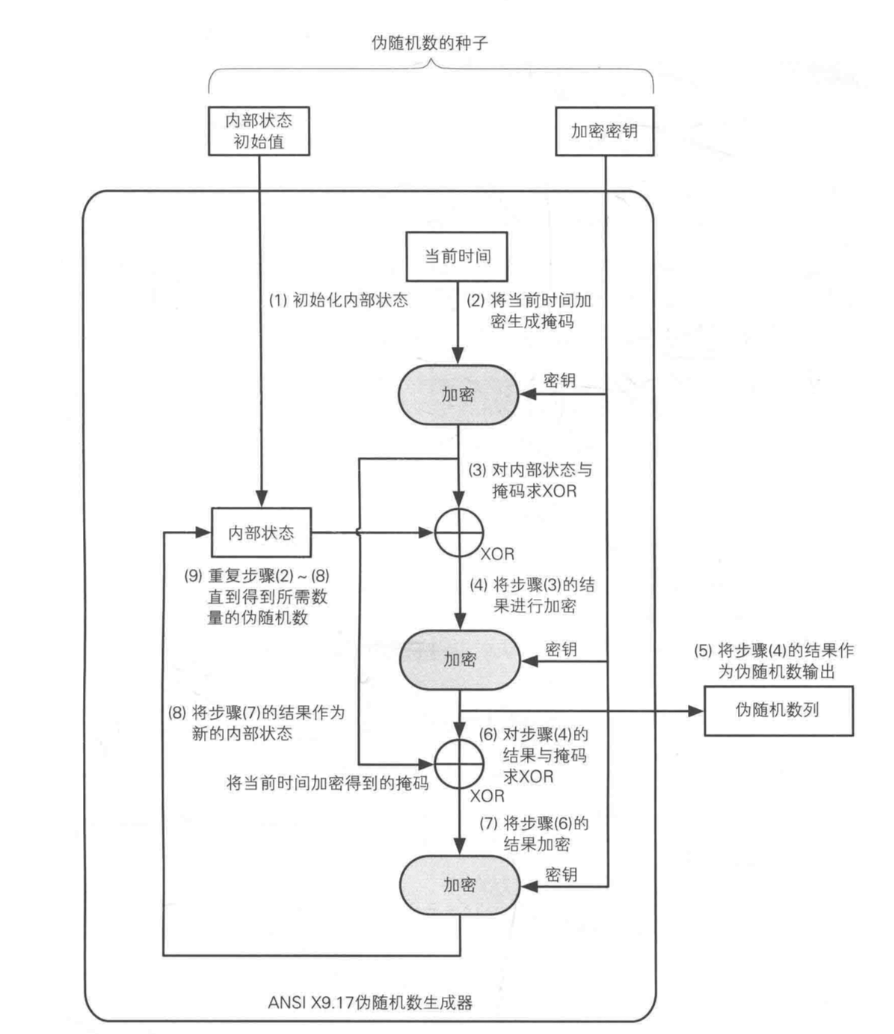 伪随机数的种子
内部状态
初始值
加密密钥
当前时间
(1) 初始化内部状态
(2) 将当前时间加
密生成掩码
加密
密钥
(3) 对内部状态与
掩码求XOR
内部状态
XOR
(9) 重复步骤(2)～(8)
直到得到所需数
量的伪随机数
(4) 将步骤(3)的结
果进行加密
加密
密钥
(5) 将步骤(4)的结果作
为伪随机数输出
伪随机数列
(8) 将步骤(7)的结果作为
新的内部状态
(6) 对步骤(4)的
结果与掩码
求XOR
将当前时间加密得到的掩码
XOR
(7) 将步骤(6)的
结果加密
加密
密钥
ANSI X9.17伪随机数生成器